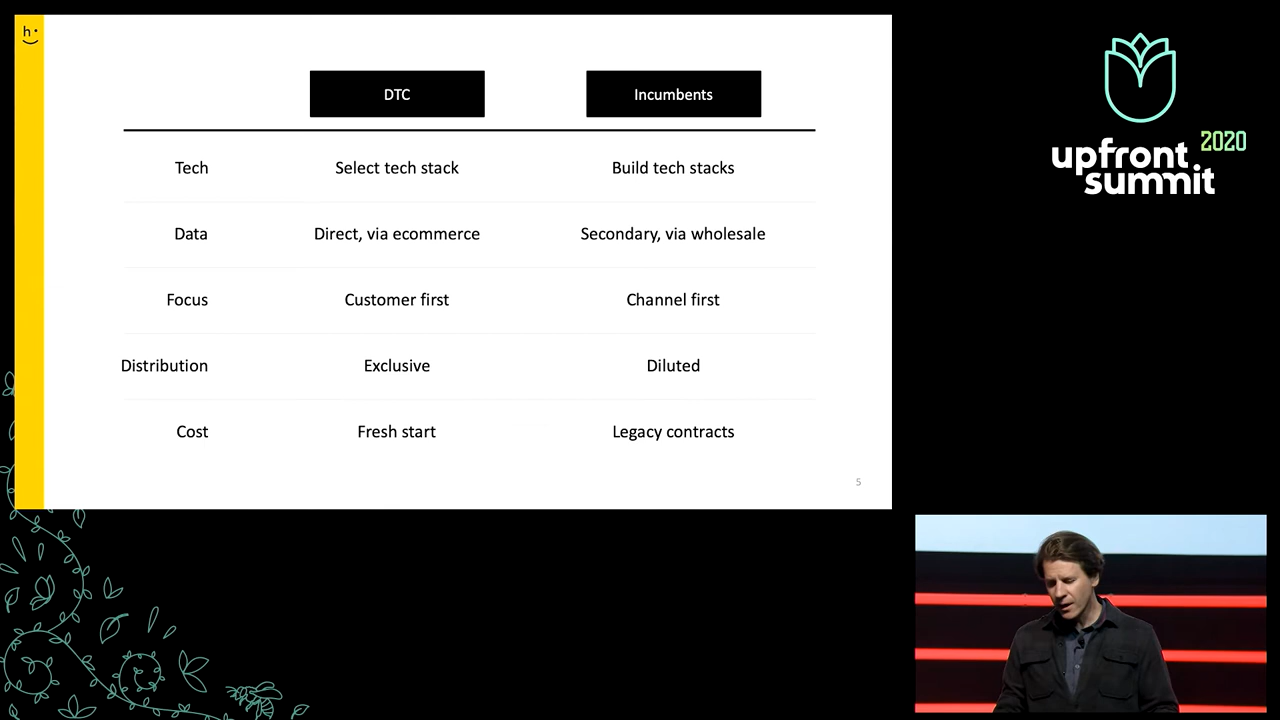 h
DTC
Incumbents
Tech
Select tech stack
Build tech stacks
Data
Direct, via ecommerce
Secondary, via wholesale
Focus
Customer first
Channel first
Distribution
Exclusive
Diluted
Cost
Fresh start
Legacy contracts
5
upfront 2020
summit